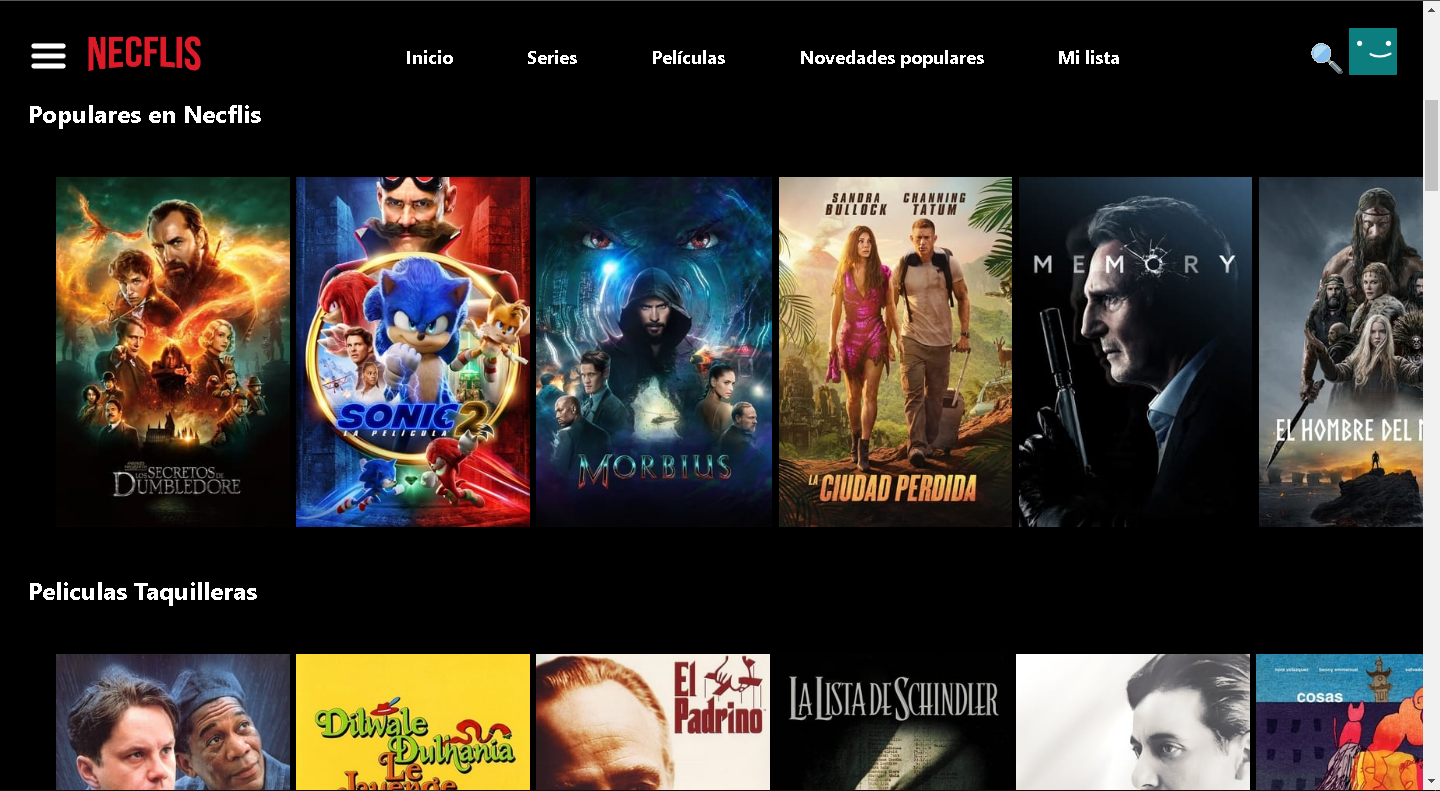 NECFLIS
Inicio
Series
Películas
Novedades populares
Mi lista
Populares en Necflis
LOS SECRETOS DE
DUMBLEDORE
SONIC 2
LA PELÍCULA
MORBIUS
SANDRA BULLOCK
CHANNING TATUM
LA CIUDAD PERDIDA
MEMORY
EL HOMBRE DEL
Peliculas Taquilleras
Dilwale
Dulhania
Le
Jayenge
El
Padrino
LA LISTA DE SCHINDLER
cosas